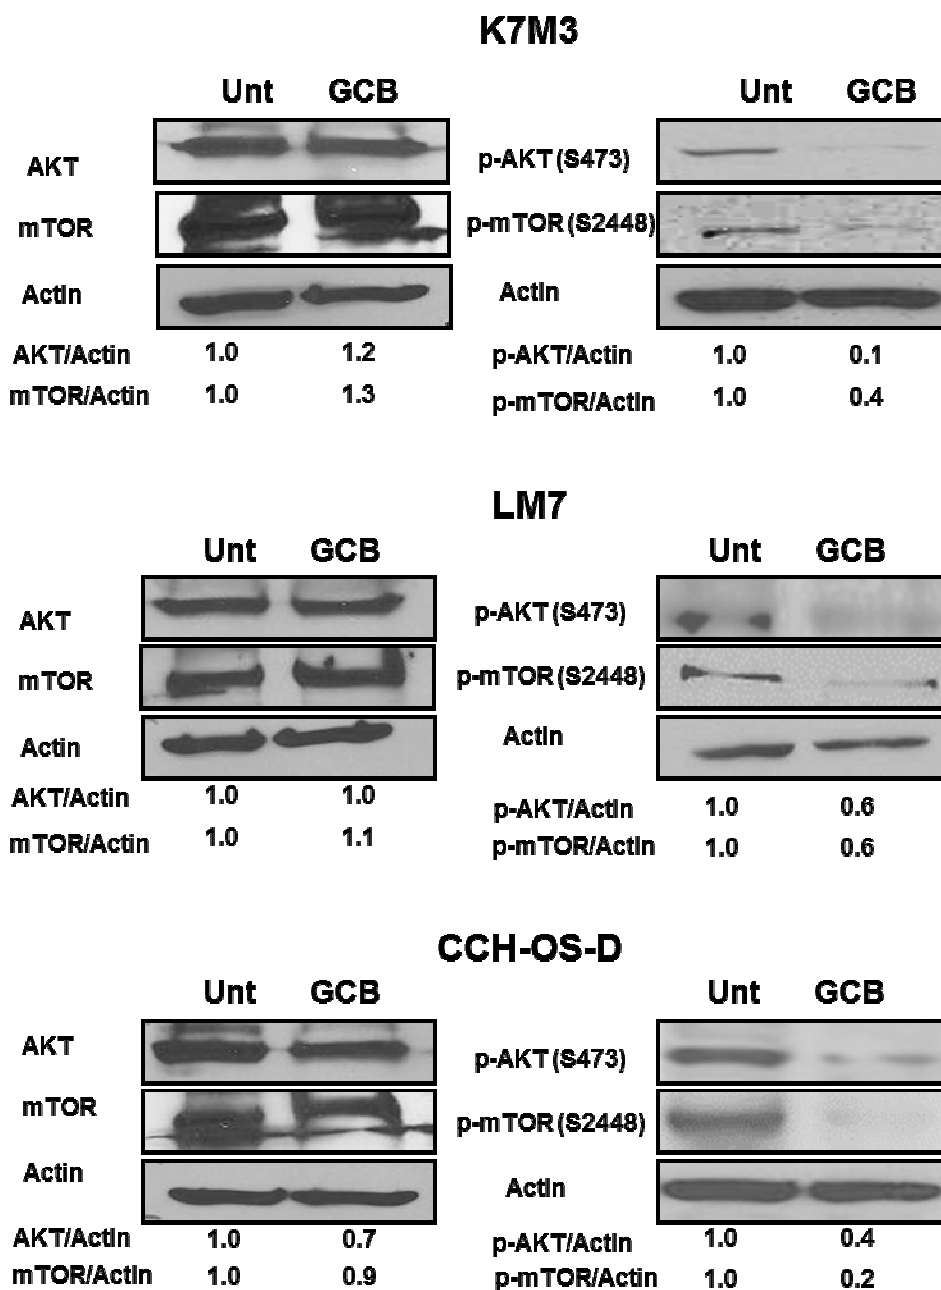 K7M3
Unt GCB Unt GCB
AKT p-AKT(S473)
mTOR p-mTOR(S2448)
Actin Actin
AKT/Actin 1.0 1.2 p-AKT/Actin 1.0 0.1
mTOR/Actin 1.0 1.3 p-mTOR/Actin 1.0 0.4
LM7
Unt GCB Unt GCB
AKT p-AKT(S473)
mTOR p-mTOR(S2448)
Actin Actin
AKT/Actin 1.0 1.0 p-AKT/Actin 1.0 0.6
mTOR/Actin 1.0 1.1 p-mTOR/Actin 1.0 0.6
CCH-OS-D
Unt GCB Unt GCB
AKT p-AKT(S473)
mTOR p-mTOR(S2448)
Actin Actin
AKT/Actin 1.0 0.7 p-AKT/Actin 1.0 0.4
mTOR/Actin 1.0 0.9 p-mTOR/Actin 1.0 0.2